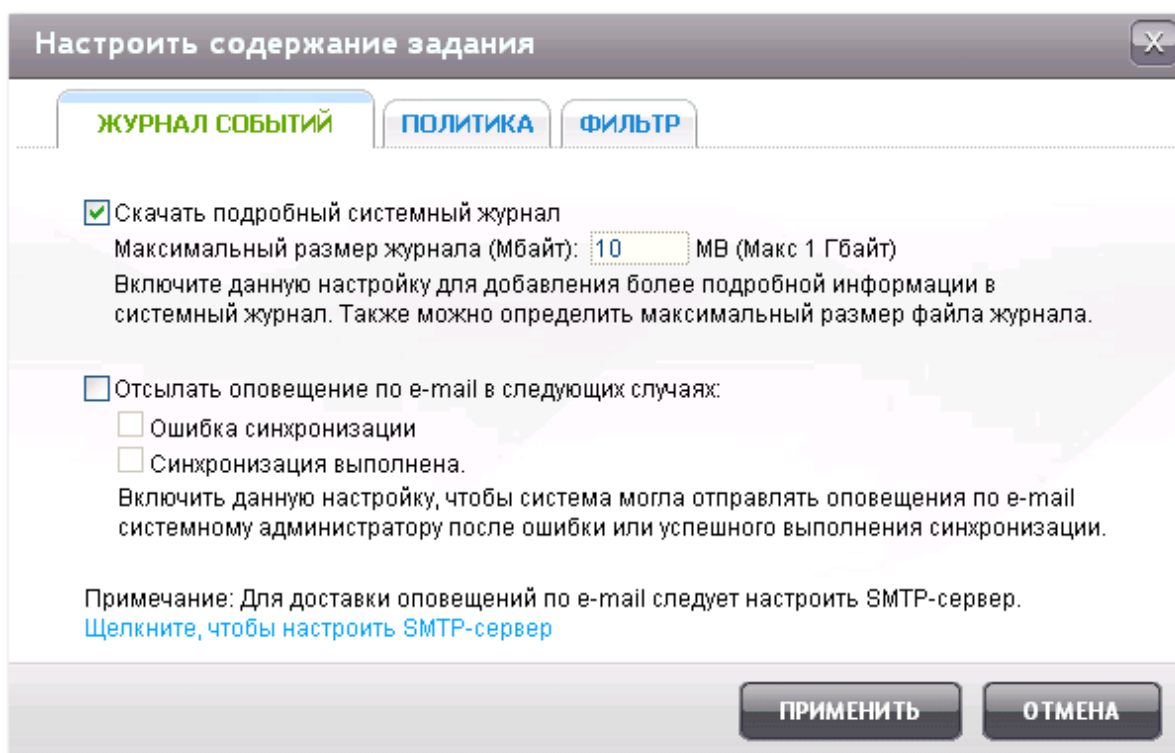 Настроить содержание задания
X
ЖУРНАЛ СОБЫТИЙ ПОЛИТИКА ФИЛЬТР
Скачать подробный системный журнал
Максимальный размер журнала (Мбайт): 10 MB (Макс 1 Гбайт)
Включите данную настройку для добавления более подробной информации в
системный журнал. Также можно определить максимальный размер файла журнала.
Отсылать оповещение по e-mail в следующих случаях:
Ошибка синхронизации
Синхронизация выполнена.
Включить данную настройку, чтобы система могла отправлять оповещения по e-mail
системному администратору после ошибки или успешного выполнения синхронизации.
Примечание: Для доставки оповещений по e-mail следует настроить SMTP-сервер.
Щелкните, чтобы настроить SMTP-сервер
ПРИМЕНИТЬ ОТМЕНА